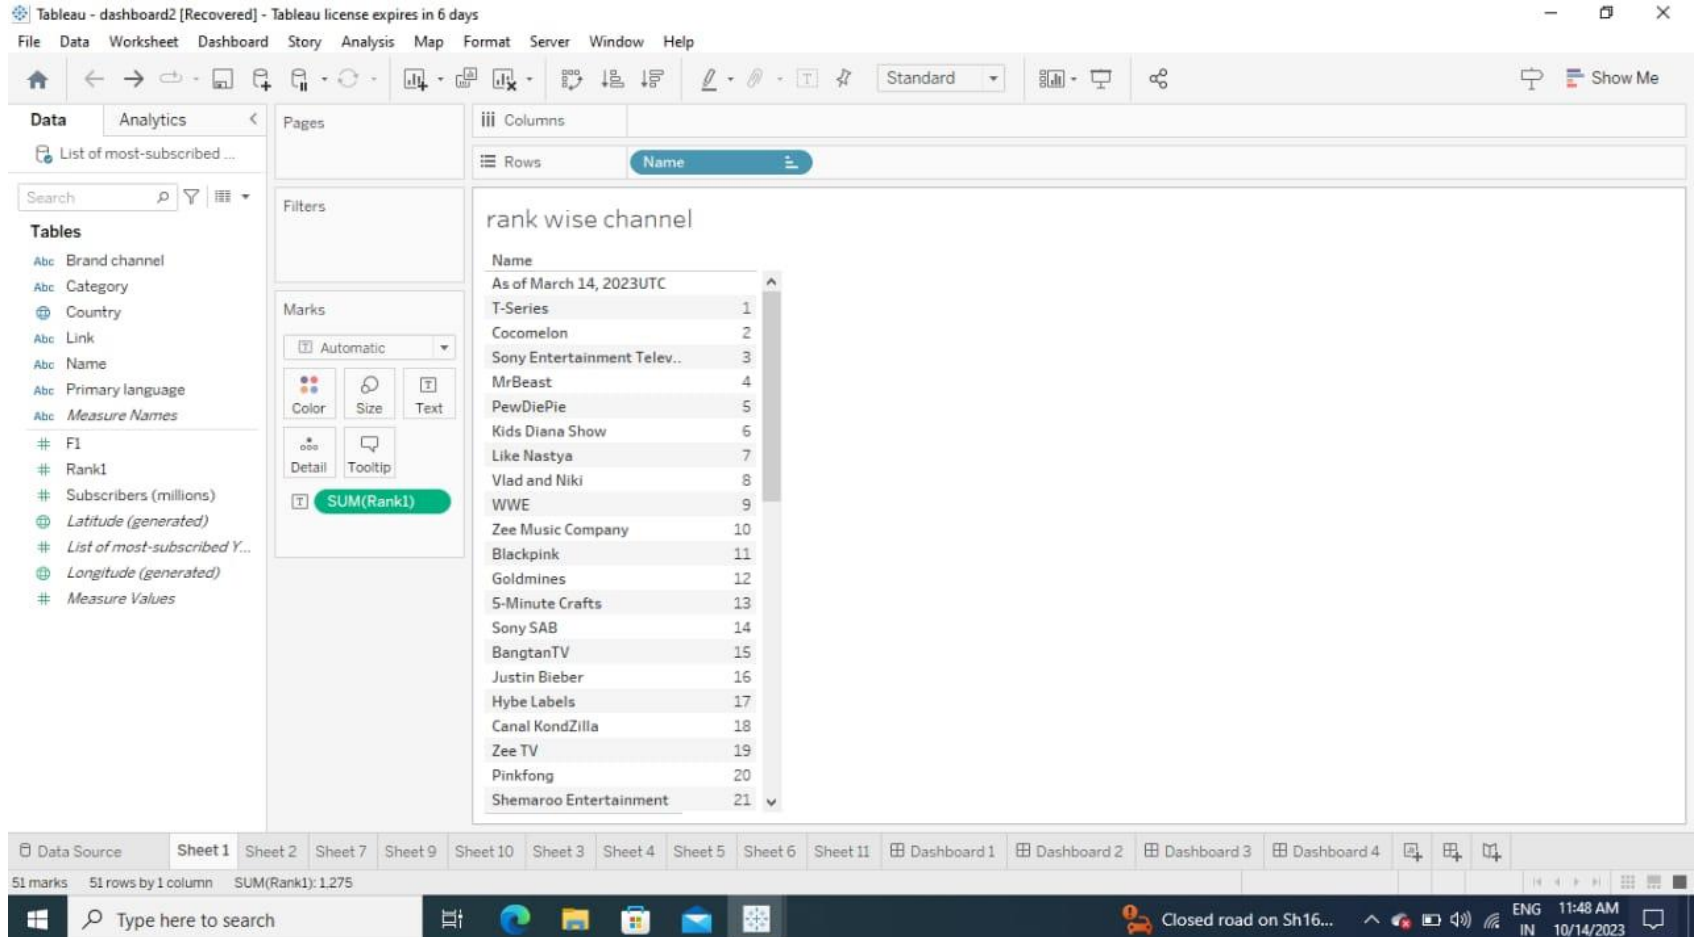 Tableau - dashboard2 [Recovered] - Tableau license expires in 6 days
File Data Worksheet Dashboard Story Analysis Map Format Server Window Help
Standard
Show Me
Data Analytics
List of most-subscribed ...
Search
Tables
Abc Brand channel
Abc Category
Country
Abc Link
Abc Name
Abc Primary language
Abc Measure Names
# F1
# Rank1
# Subscribers (millions)
Latitude (generated)
# List of most-subscribed Y...
Longitude (generated)
# Measure Values
Pages
Filters
Marks
Automatic
Color Size Text
Detail Tooltip
SUM(Rank1)
Columns
Rows Name
rank wise channel
Name
As of March 14, 2023UTC
T-Series 1
Cocomelon 2
Sony Entertainment Telev.. 3
MrBeast 4
PewDiePie 5
Kids Diana Show 6
Like Nastya 7
Vlad and Niki 8
WWE 9
Zee Music Company 10
Blackpink 11
Goldmines 12
5-Minute Crafts 13
Sony SAB 14
BangtanTV 15
Justin Bieber 16
Hybe Labels 17
Canal KondZilla 18
Zee TV 19
Pinkfong 20
Shemaroo Entertainment 21
Data Source Sheet 1 Sheet 2 Sheet 7 Sheet 9 Sheet 10 Sheet 3 Sheet 4 Sheet 5 Sheet 6 Sheet 11 Dashboard 1 Dashboard 2 Dashboard 3 Dashboard 4
51 marks 51 rows by 1 column SUM(Rank1): 1,275
Type here to search
Closed road on Sh16...
ENG
IN
11:48 AM
10/14/2023